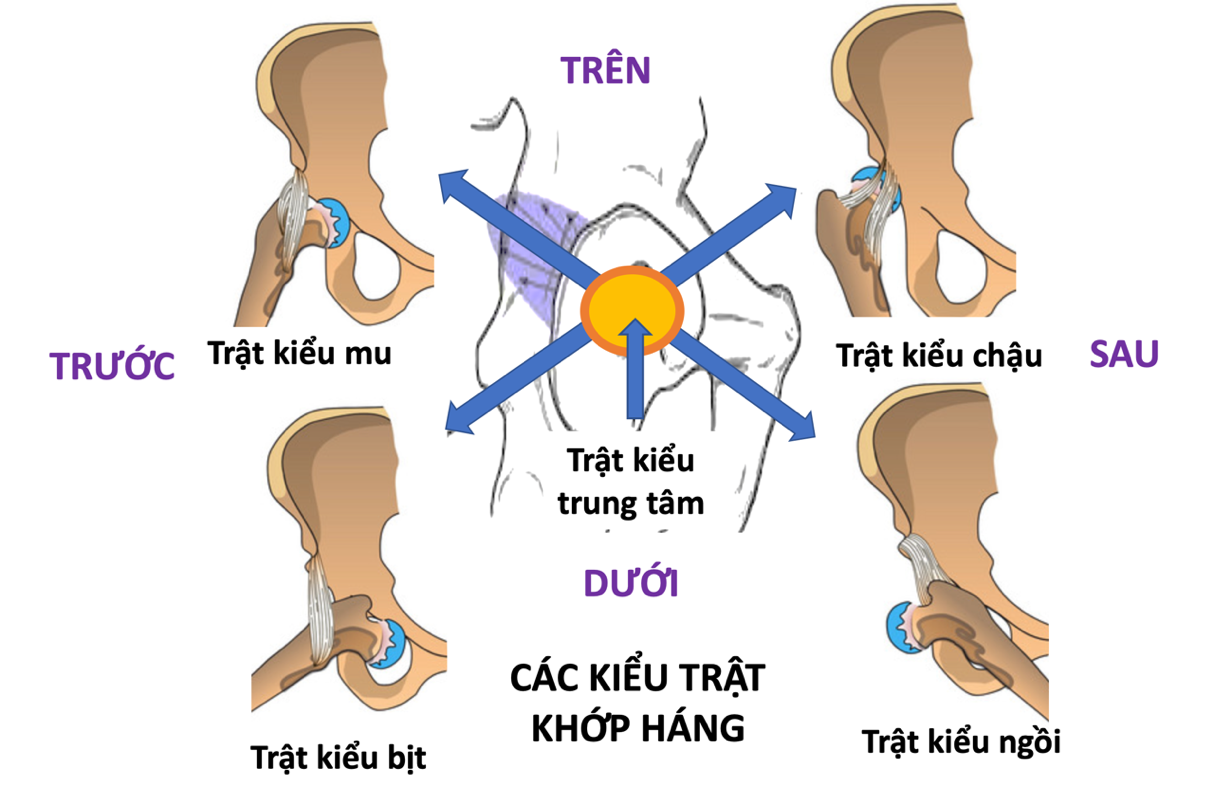 TRÊN
TRƯỚC
Trật kiểu mu
Trật kiểu chậu
SAU
Trật kiểu
trung tâm
DƯỚI
CÁC KIỂU TRẬT
KHỚP HÁNG
Trật kiểu bịt
Trật kiểu ngồi